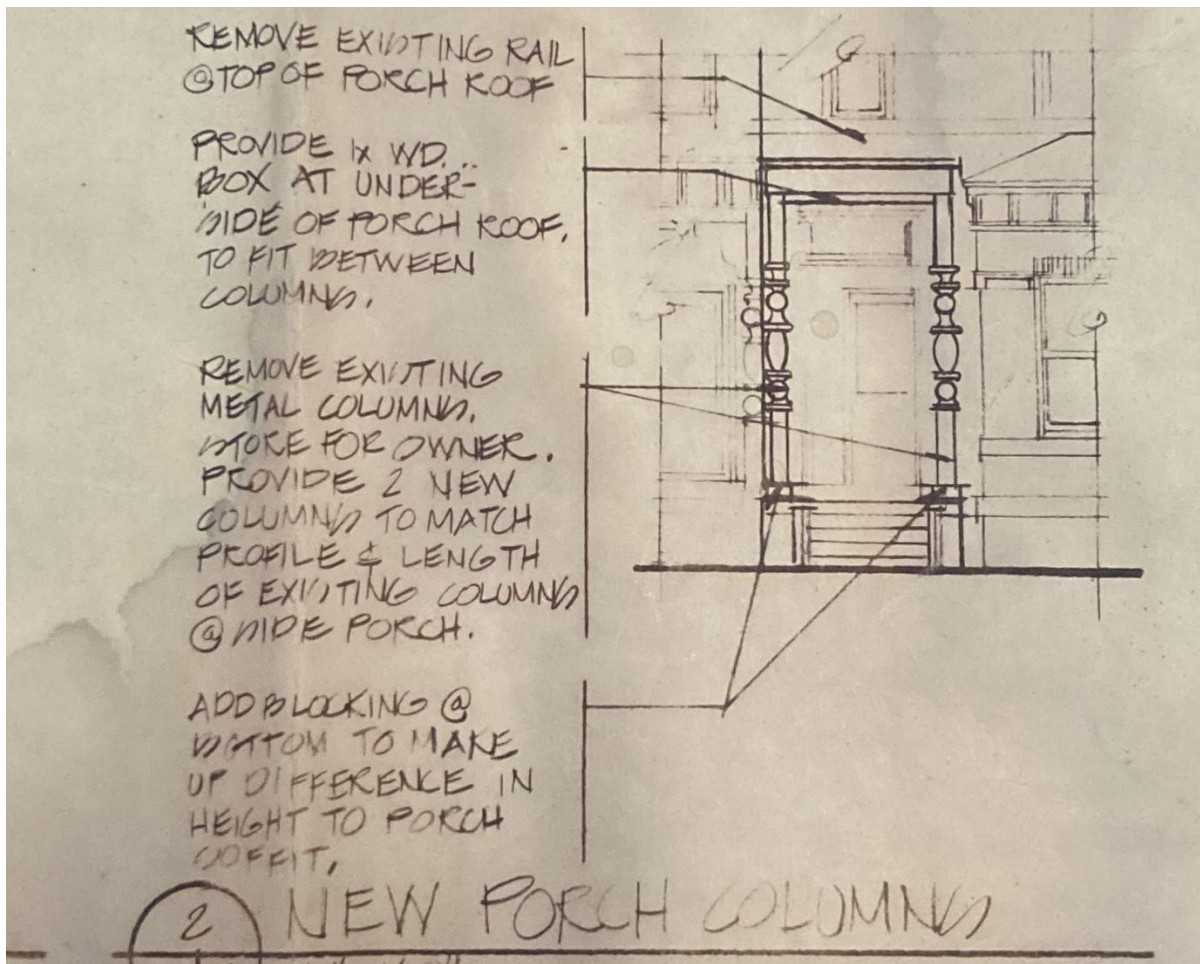 REMOVE EXISTING RAIL
@ TOP OF PORCH ROOF
PROVIDE 1x WD.
BOX AT UNDER-
SIDE OF PORCH ROOF,
TO FIT BETWEEN
COLUMNS.
REMOVE EXISTING
METAL COLUMNS.
STORE FOR OWNER.
PROVIDE 2 NEW
COLUMNS TO MATCH
PROFILE & LENGTH
OF EXISTING COLUMNS
@ SIDE PORCH.
ADD BLOCKING @
BOTTOM TO MAKE
UP DIFFERENCE IN
HEIGHT TO PORCH
SOFFIT.
2 NEW PORCH COLUMNS